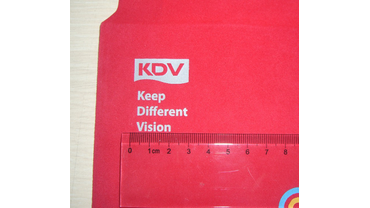 KDV
Keep
Different
Vision
0 1cm 2 3 4 5 6 7 8